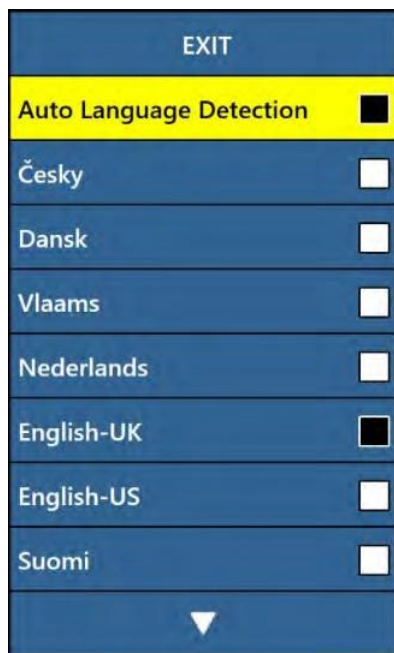 EXIT
Auto Language Detection
Česky
Dansk
Vlaams
Nederlands
English-UK
English-US
Suomi